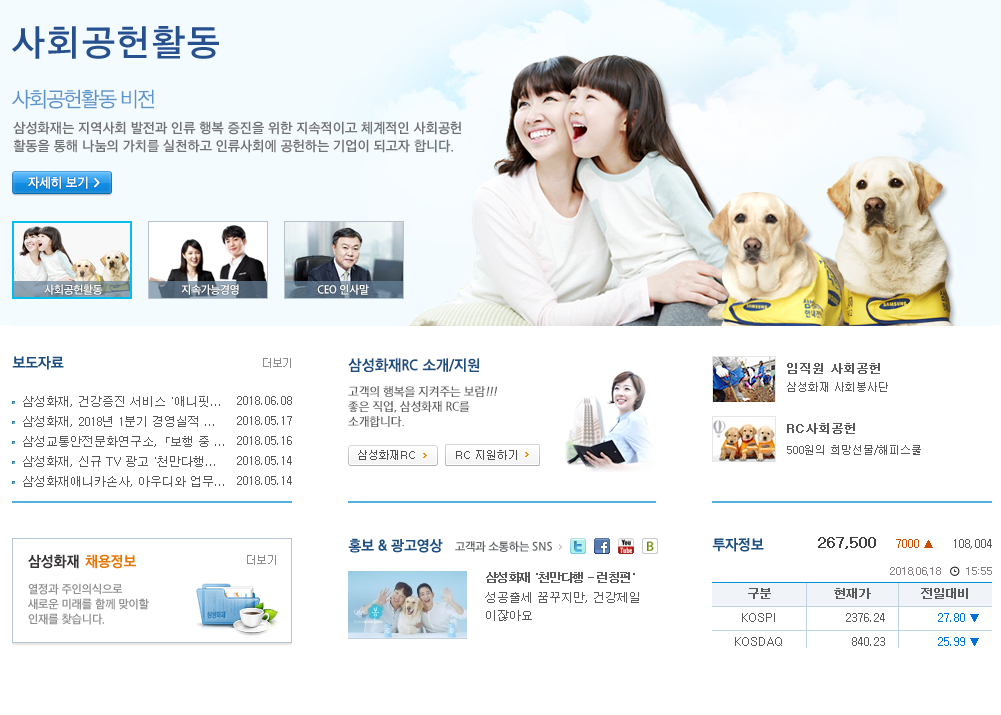 사회공헌활동
사회공헌활동 비전
삼성화재는 지역사회 발전과 인류 행복 증진을 위한 지속적이고 체계적인 사회공헌
활동을 통해 나눔의 가치를 실천하고 인류사회에 공헌하는 기업이 되고자 합니다.
자세히 보기 >
사회공헌활동
지속가능경영
CEO 인사말
SAMSUNG
SAMSUNG
보도자료 더보기
삼성화재, 건강증진 서비스 '애니핏... 2018.06.08
삼성화재, 2018년 1분기 경영실적 ... 2018.05.17
삼성교통안전문화연구소, 「보행 중 ... 2018.05.16
삼성화재, 신규 TV 광고 '천만다행... 2018.05.14
삼성화재애니카손사, 아우디와 업무... 2018.05.14
삼성화재RC 소개/지원
고객의 행복을 지켜주는 보람!!!
좋은 직업, 삼성화재 RC를
소개합니다.
삼성화재RC >
RC 지원하기 >
임직원 사회공헌
삼성화재 사회봉사단
RC사회공헌
500원의 희망선물/해피스쿨
삼성화재 채용정보 더보기
열정과 주인의식으로
새로운 미래를 함께 맞이할
인재를 찾습니다.
삼성화재
홍보 & 광고영상 고객과 소통하는 SNS > t f You Tube B
삼성화재 '천만다행 - 런칭편'
성공출세 꿈꾸지만, 건강제일
이잖아요
투자정보 267,500 7000 ▲ 108,004
2018,06,18 15:55
구분 현재가 전일대비
KOSPI 2376.24 27.80 ▼
KOSDAQ 840.23 25.99 ▼